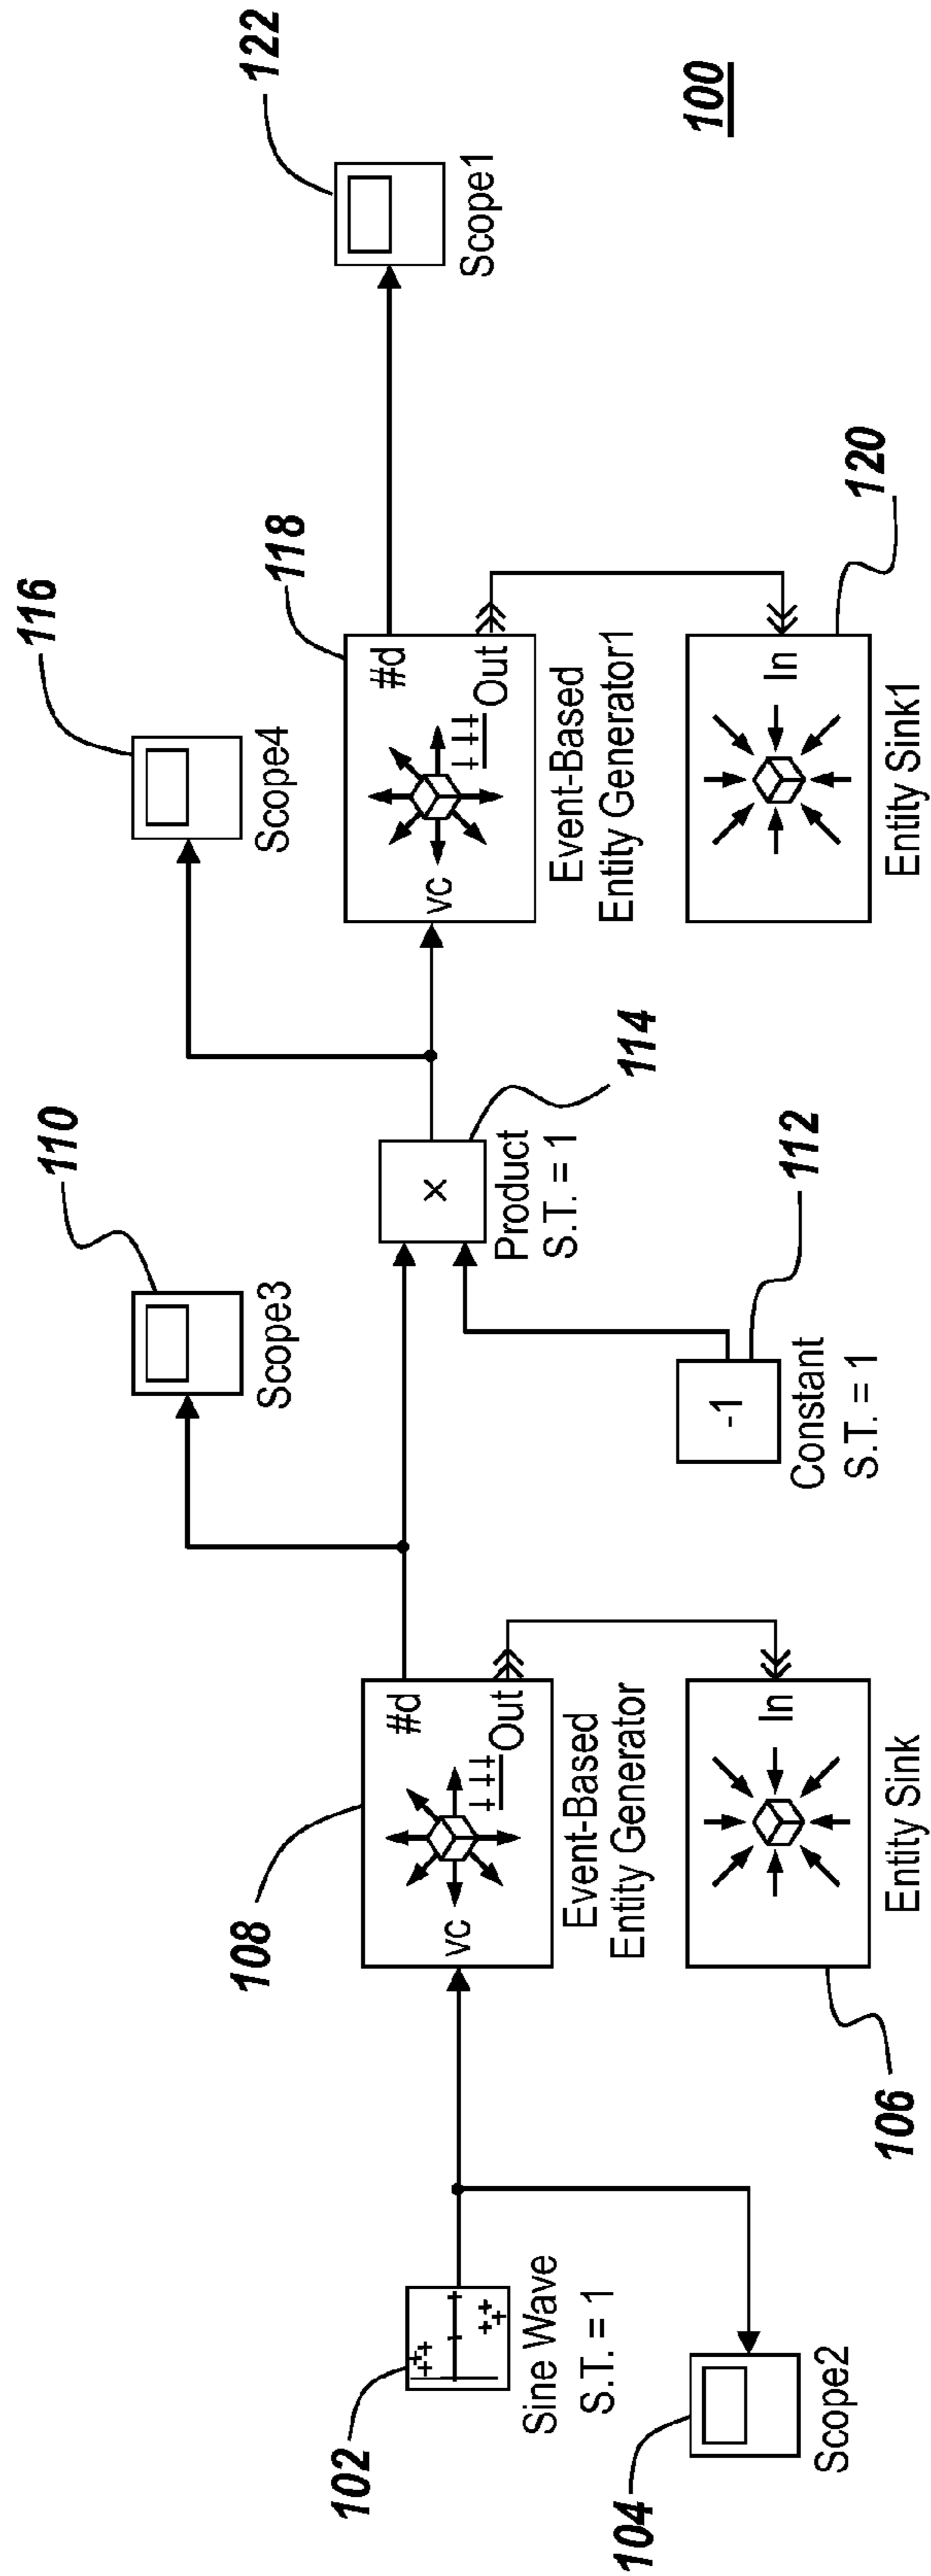 100
102
Sine Wave
S.T. = 1
104
Scope2
108
vc
#d
Out
Event-Based
Entity Generator
106
In
Entity Sink
110
Scope3
-1
Constant
S.T. = 1
112
×
Product
S.T. = 1
114
116
Scope4
118
vc
#d
Out
Event-Based
Entity Generator1
120
In
Entity Sink1
122
Scope1